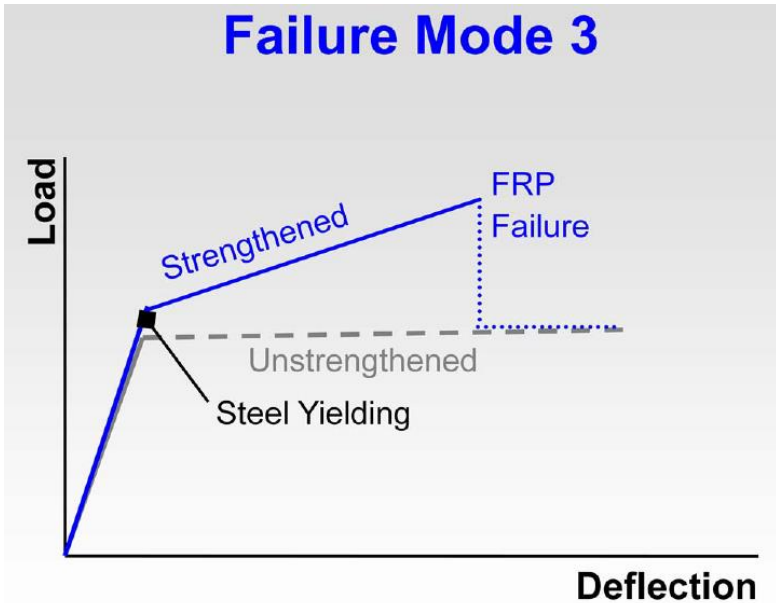 Failure Mode 3
Load
FRP
Failure
Strengthened
Unstrengthened
Steel Yielding
Deflection